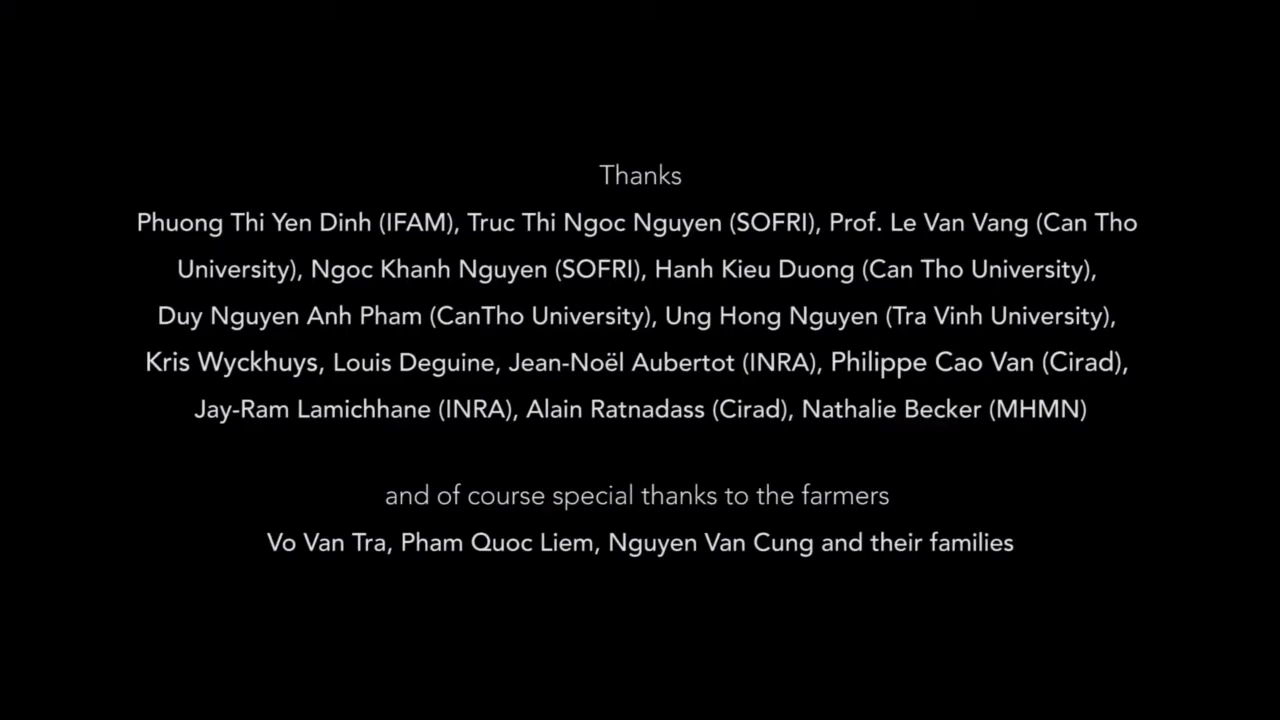 Thanks
Phuong Thi Yen Dinh (IFAM), Truc Thi Ngoc Nguyen (SOFRI), Prof. Le Van Vang (Can Tho
University), Ngoc Khanh Nguyen (SOFRI), Hanh Kieu Duong (Can Tho University),
Duy Nguyen Anh Pham (CanTho University), Ung Hong Nguyen (Tra Vinh University),
Kris Wyckhuys, Louis Deguine, Jean-Noël Aubertot (INRA), Philippe Cao Van (Cirad),
Jay-Ram Lamichhane (INRA), Alain Ratnadass (Cirad), Nathalie Becker (MHMN)
and of course special thanks to the farmers
Vo Van Tra, Pham Quoc Liem, Nguyen Van Cung and their families